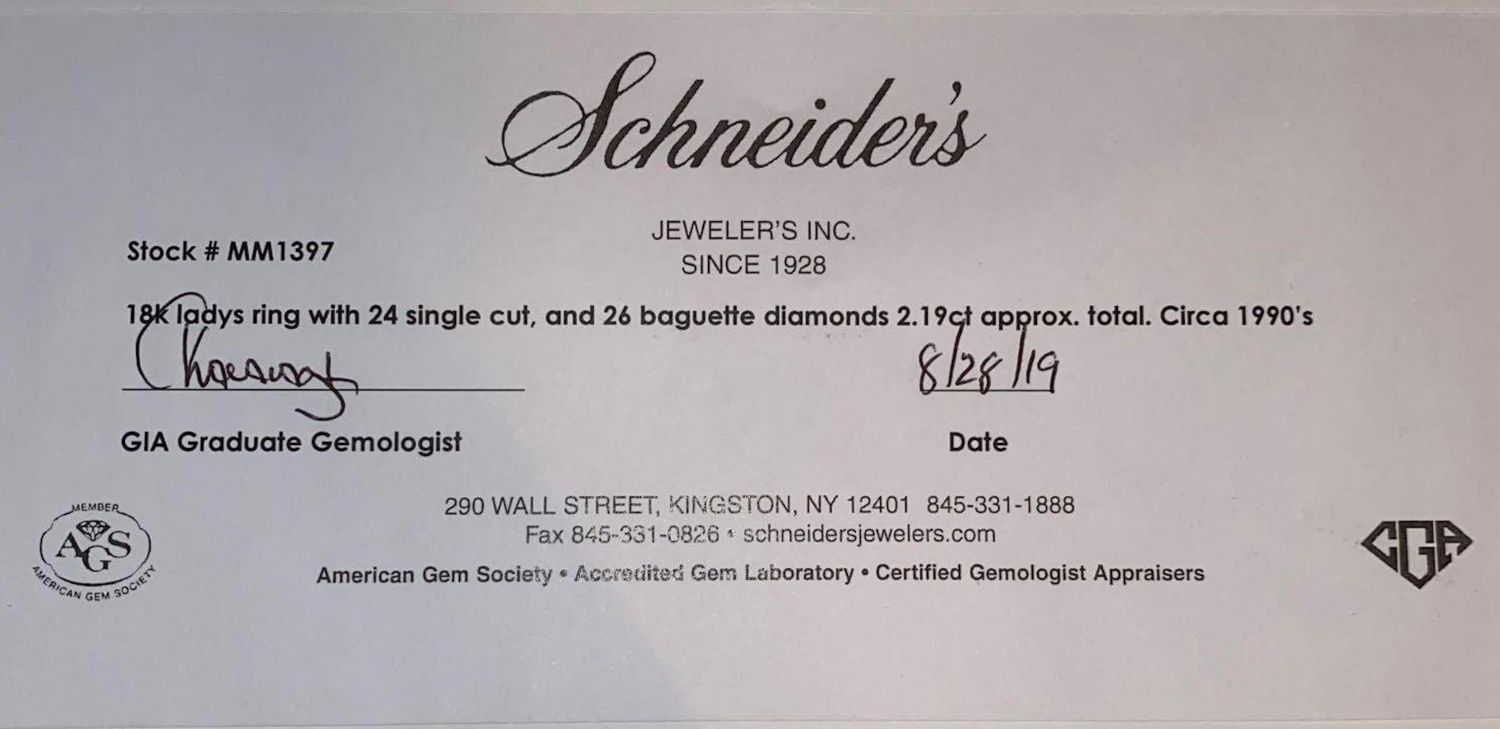 Schneider's
JEWELER'S INC.
SINCE 1928
Stock # MM1397
18K ladys ring with 24 single cut, and 26 baguette diamonds 2.19ct approx. total. Circa 1990's
8/28/19
GIA Graduate Gemologist
Date
290 WALL STREET, KINGSTON, NY 12401 845-331-1888
Fax 845-331-0826 • schneidersjewelers.com
American Gem Society • Accredited Gem Laboratory • Certified Gemologist Appraisers
MEMBER
AGS
AMERICAN GEM SOCIETY
CGA